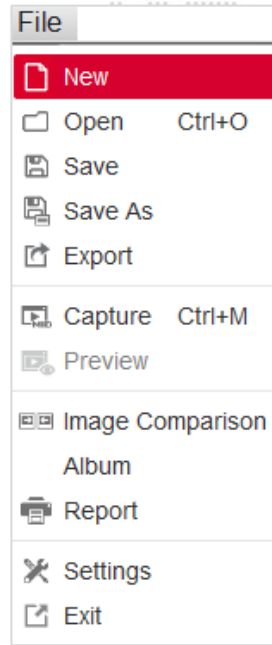 File
New
Open Ctrl+O
Save
Save As
Export
Capture Ctrl+M
Preview
Image Comparison
Album
Report
Settings
Exit